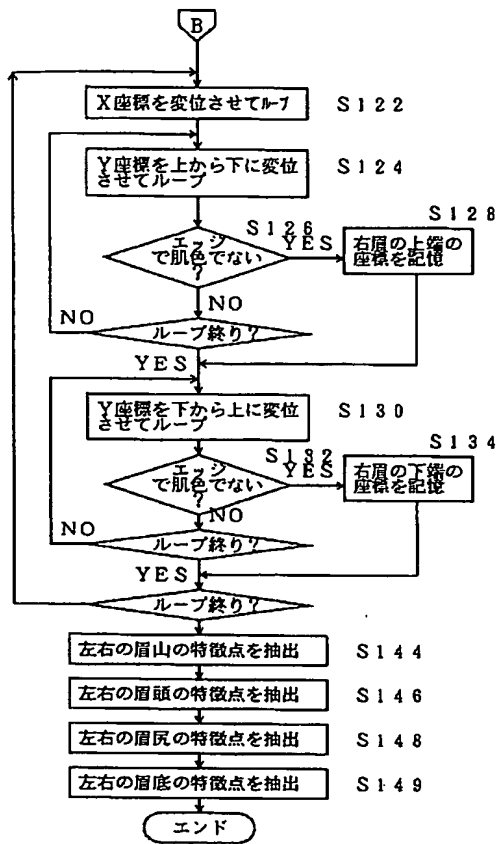 B
X座標を変位させてループ
S122
Y座標を上から下に変位
させてループ
S124
エッジ
で肌色でない
?
S126
YES
右眉の上端の
座標を記憶
S128
NO
NO
ループ終り?
YES
Y座標を下から上に変位
させてループ
S130
エッジ
で肌色でない
?
S132
YES
右眉の下端の
座標を記憶
S134
NO
NO
ループ終り?
YES
ループ終り?
左右の眉山の特徴点を抽出
S144
左右の眉頭の特徴点を抽出
S146
左右の眉尻の特徴点を抽出
S148
左右の眉底の特徴点を抽出
S149
エンド